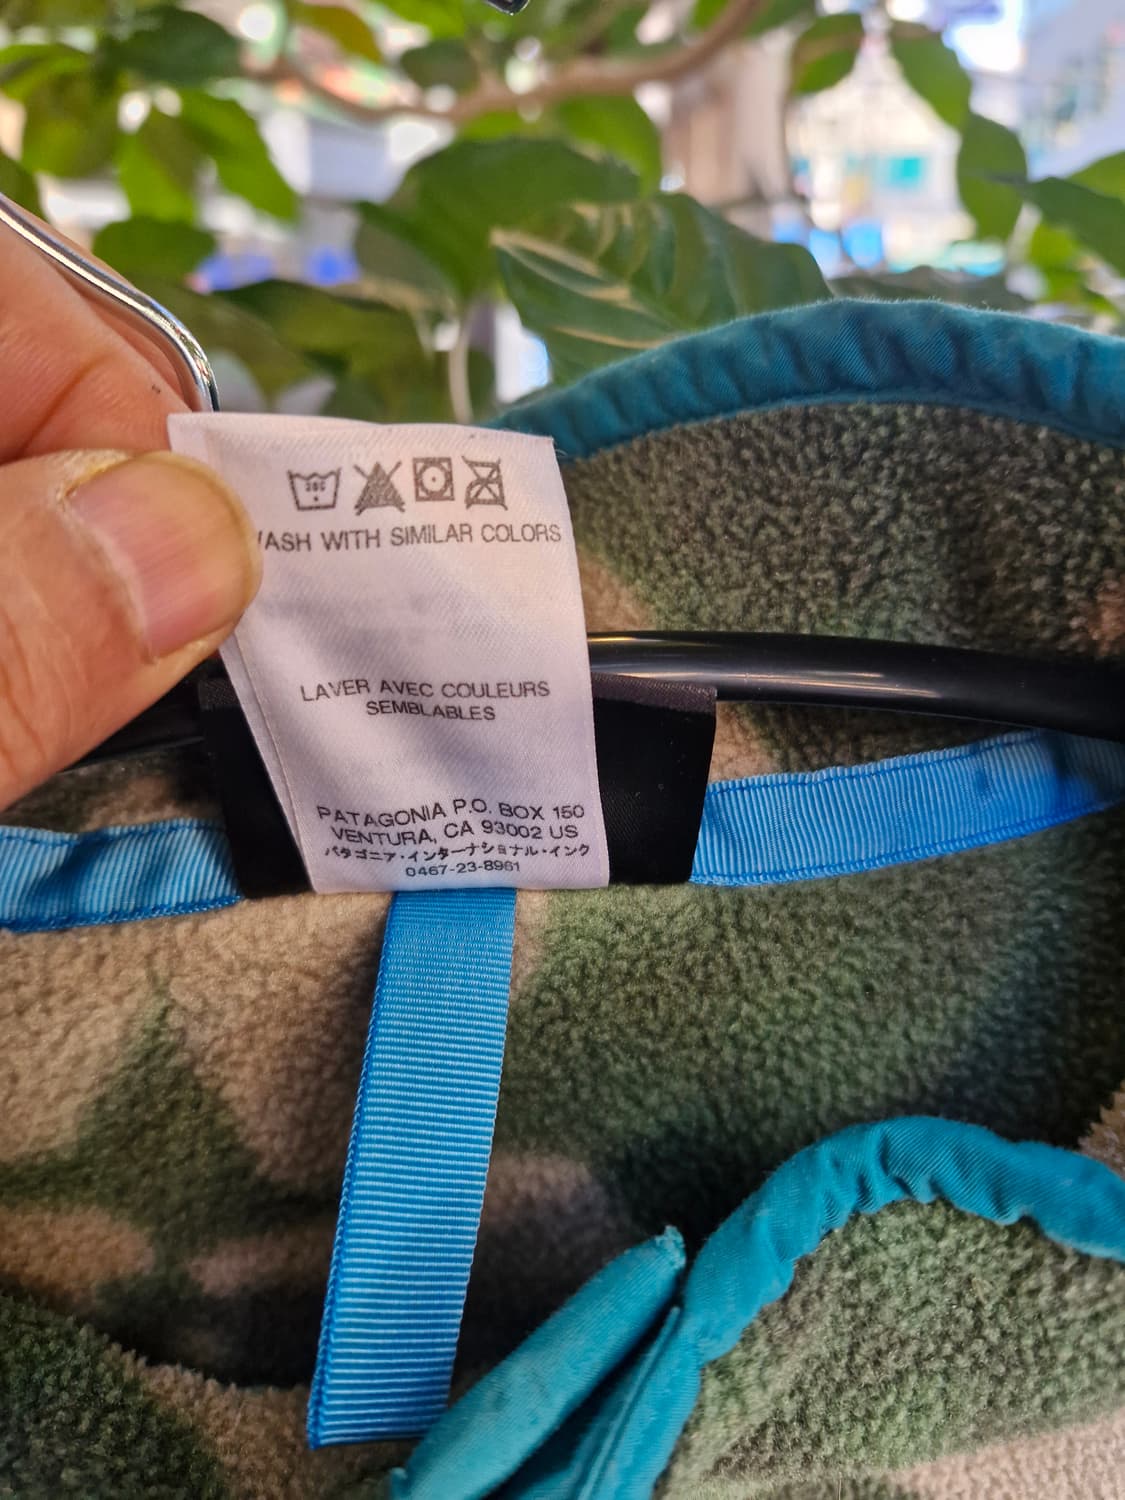 /ASH WITH SIMILAR COLORS
LAVER AVEC COULEURS
SEMBLABLES
PATAGONIA P.O. BOX 150
VENTURA, CA 93002 US
パタゴニア・インターナショナル・インク
0467-23-8961